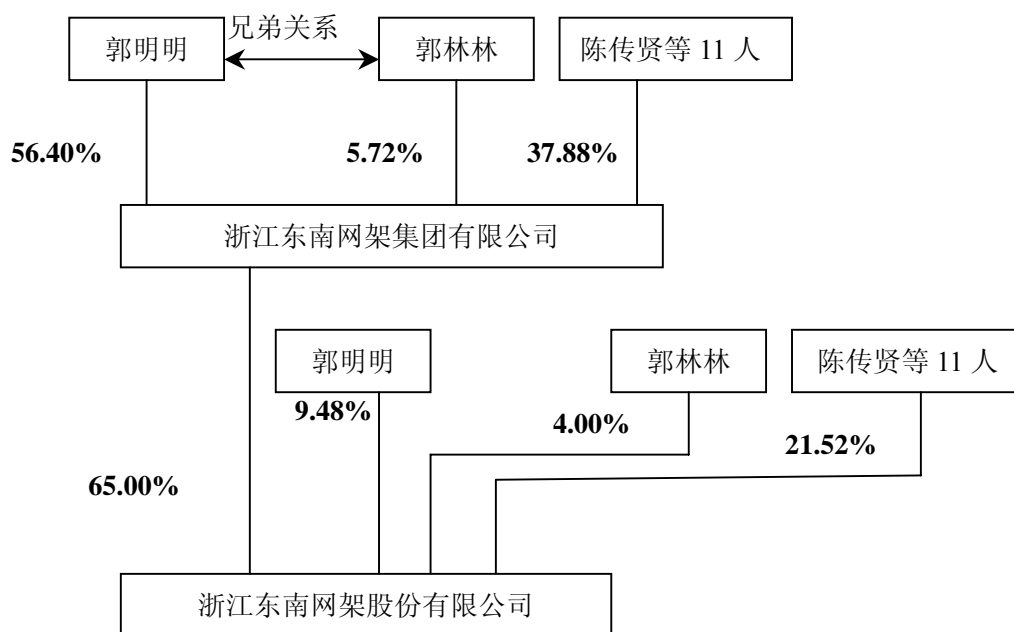 兄弟关系
郭明明
郭林林
陈传贤等 11 人
56.40%
5.72%
37.88%
浙江东南网架集团有限公司
郭明明
郭林林
陈传贤等 11 人
9.48%
4.00%
21.52%
65.00%
浙江东南网架股份有限公司